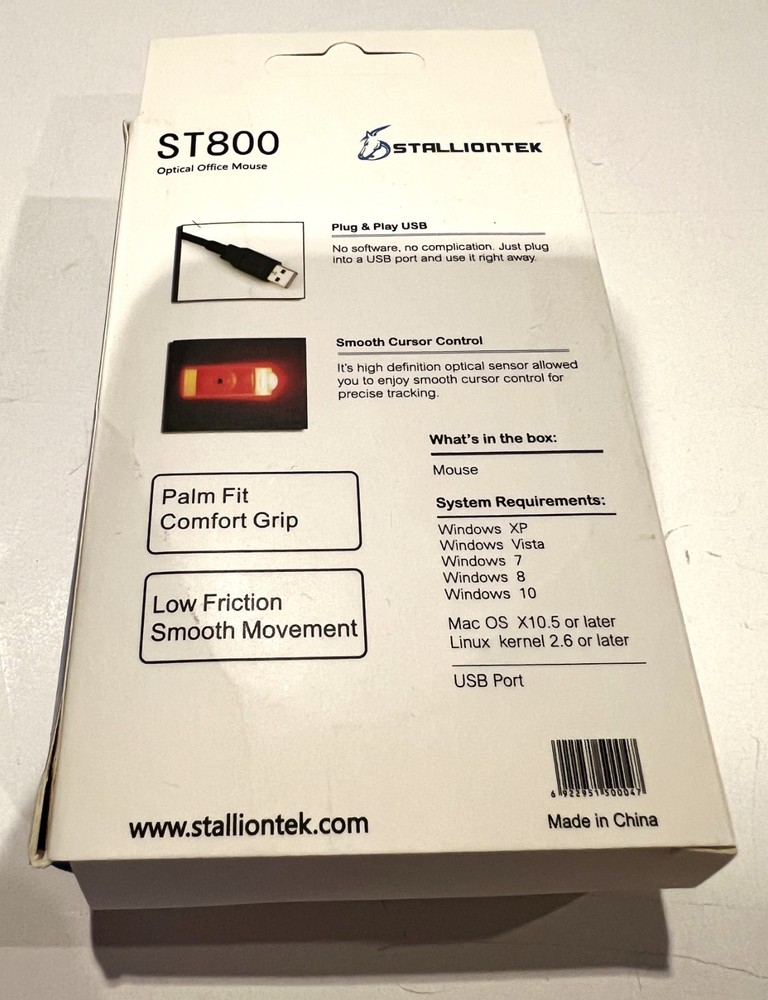 ST800
Optical Office Mouse
STALLIONTEK
Plug & Play USB
No software, no complication. Just plug
into a USB port and use it right away.
Smooth Cursor Control
It's high definition optical sensor allowed
you to enjoy smooth cursor control for
precise tracking.
What's in the box:
Mouse
System Requirements:
Windows XP
Windows Vista
Windows 7
Windows 8
Windows 10
Mac OS X10.5 or later
Linux kernel 2.6 or later
USB Port
Palm Fit
Comfort Grip
Low Friction
Smooth Movement
6 922951 500047
www.stalliontek.com
Made in China